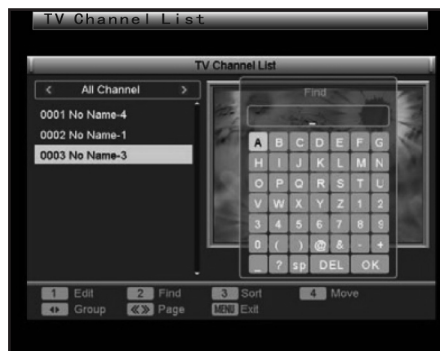 TV Channel List
TV Channel List
< All Channel >
0001 No Name-4
0002 No Name-1
0003 No Name-3
Find
_
A B C D E F G
H I J K L M N
O P Q R S T U
V W X Y Z 1 2
3 4 5 6 7 8 9
0 ( ) @ & - +
_ ? sp DEL OK
1 Edit 2 Find 3 Sort 4 Move
Group Page MENU Exit